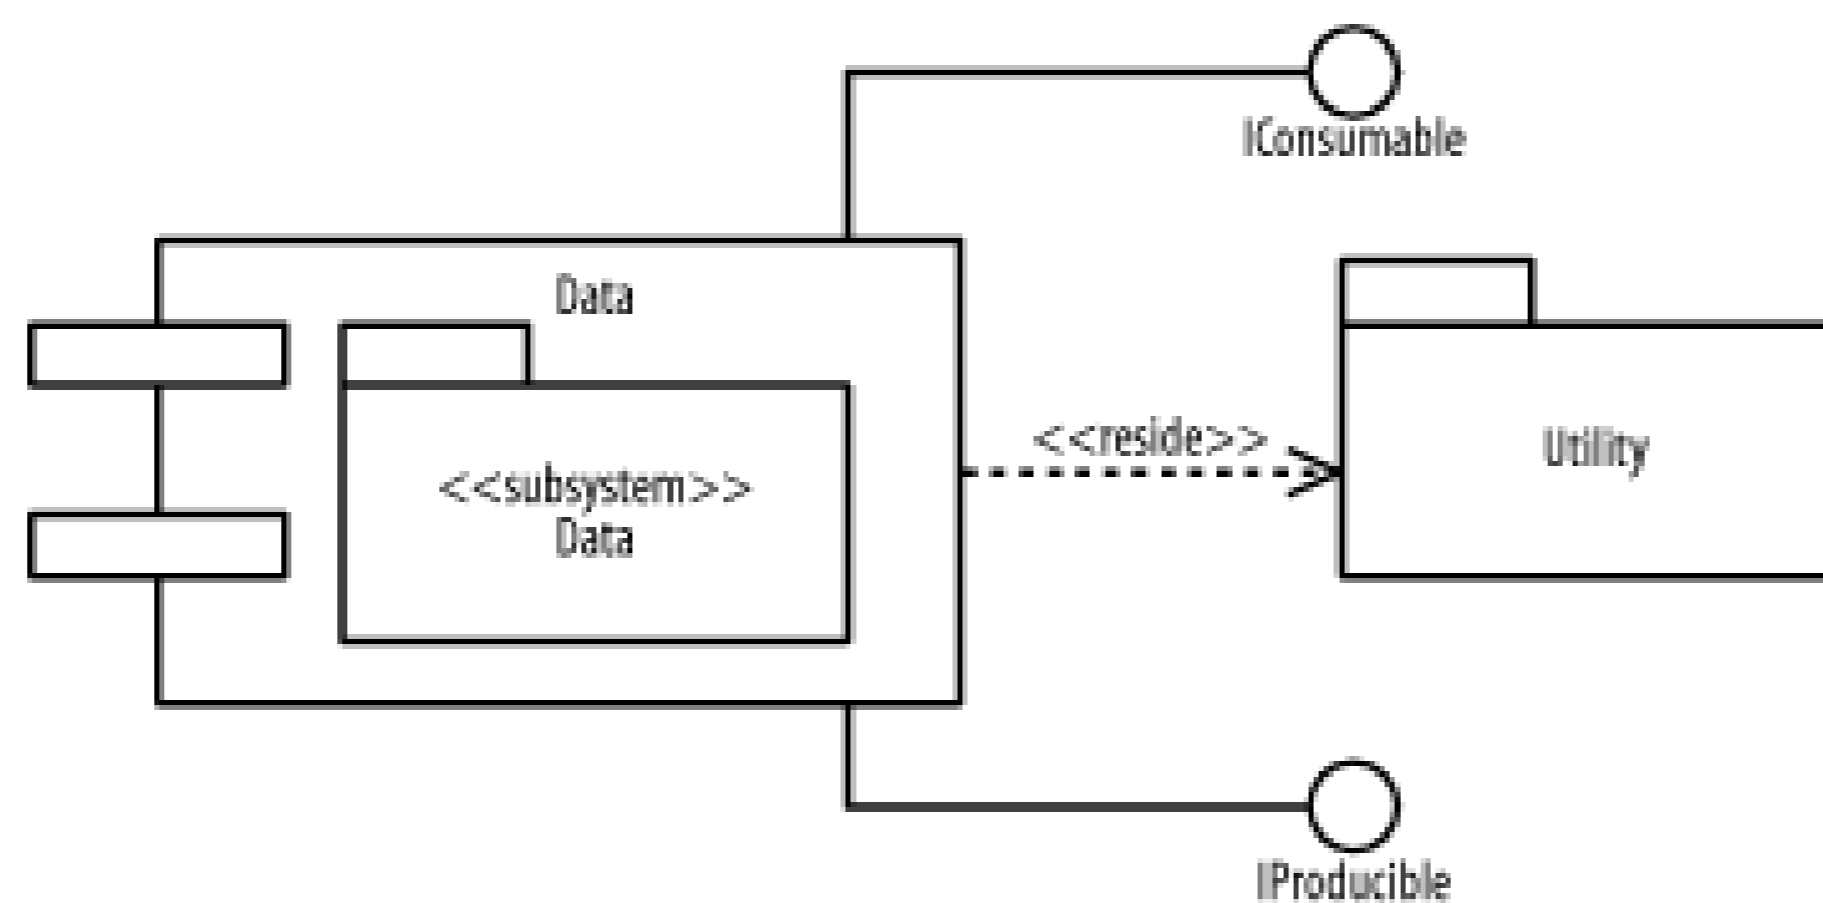 IConsumable
Data
<<reside>>
Utility
<<subsystem>>
Data
IProducible